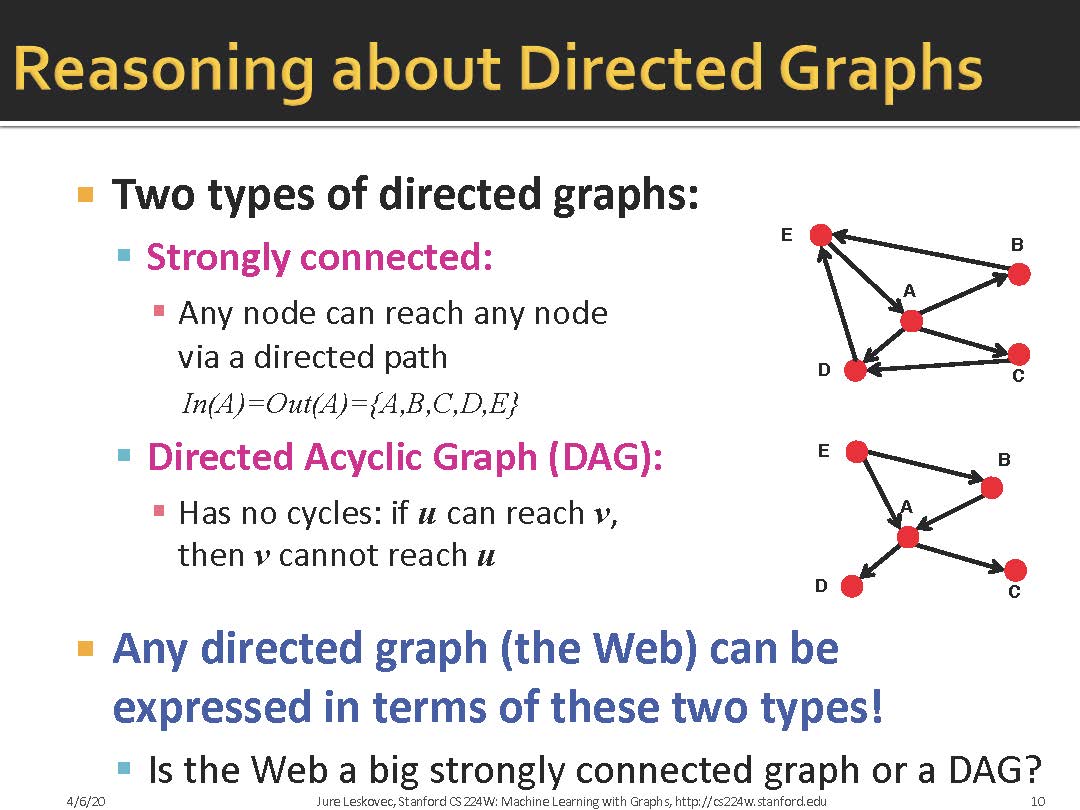 Reasoning about Directed Graphs
Two types of directed graphs:
Strongly connected:
Any node can reach any node
via a directed path
In(A)=Out(A)={A,B,C,D,E}
E
B
A
D
C
Directed Acyclic Graph (DAG):
Has no cycles: if u can reach v,
then v cannot reach u
E
B
A
D
C
Any directed graph (the Web) can be
expressed in terms of these two types!
Is the Web a big strongly connected graph or a DAG?
4/6/20
Jure Leskovec, Stanford CS224W: Machine Learning with Graphs, http://cs224w.stanford.edu
10